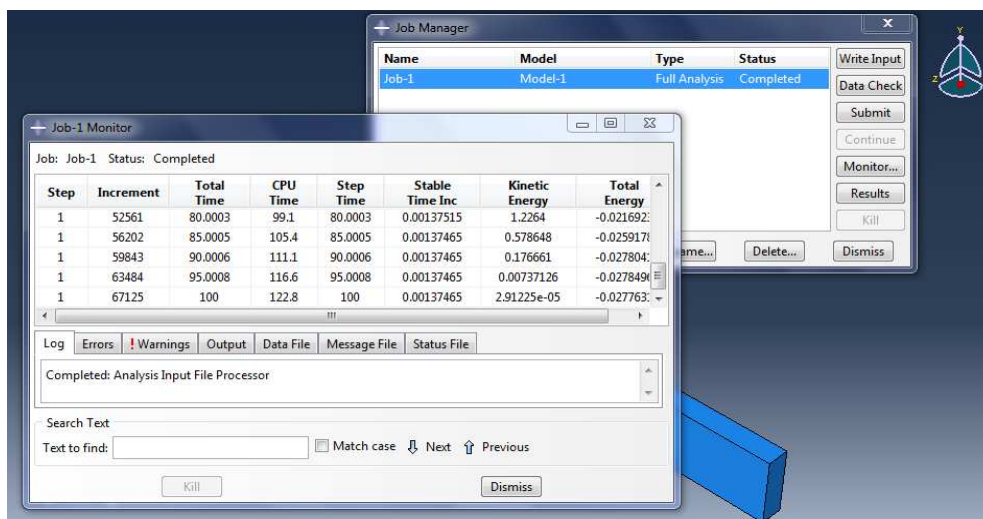 Job Manager
X
Name Model Type Status
Job-1 Model-1 Full Analysis Completed
Write Input
Data Check
Submit
Continue
Monitor...
Results
Kill
Delete...
Dismiss
Y
Z
Job-1 Monitor
Job: Job-1 Status: Completed
Step Increment Total Time CPU Time Step Time Stable Time Inc Kinetic Energy Total Energy
1 52561 80.0003 99.1 80.0003 0.00137515 1.2264
1 56202 85.0005 105.4 85.0005 0.00137465 0.578648
1 59843 90.0006 111.1 90.0006 0.00137465 0.176661
1 63484 95.0008 116.6 95.0008 0.00137465 0.00737126
1 67125 100 122.8 100 0.00137465 2.91225e-05
Log Errors ! Warnings Output Data File Message File Status File
Completed: Analysis Input File Processor
Search Text
Text to find: Match case Next Previous
Kill Dismiss